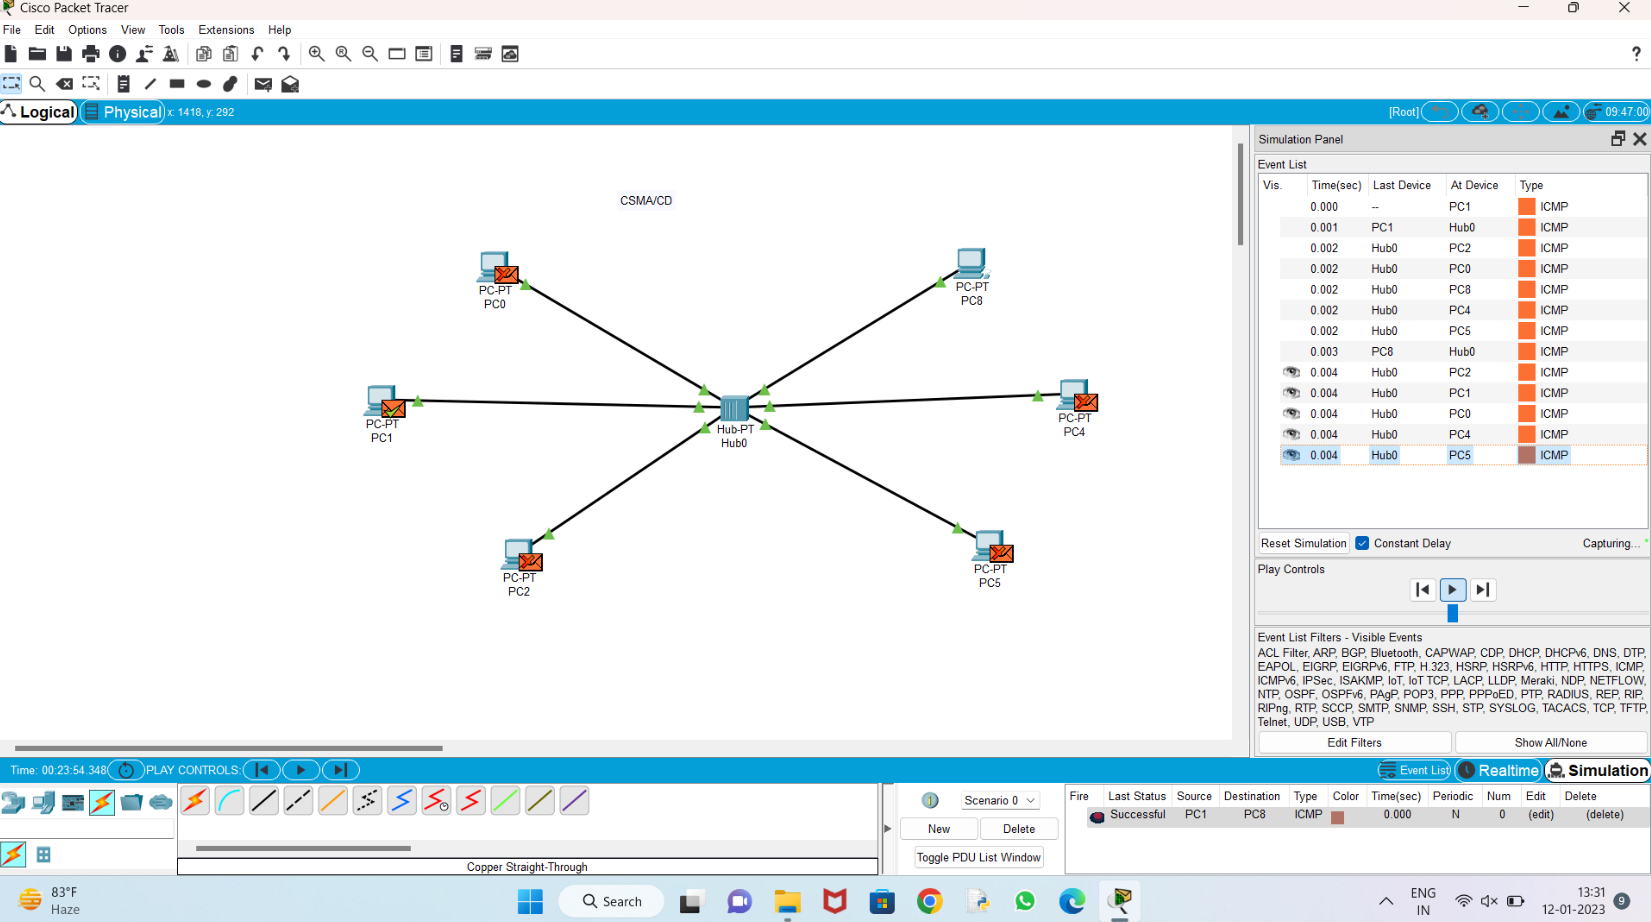 Cisco Packet Tracer
File Edit Options View Tools Extensions Help
?
Logical Physical x: 1418, y: 292 [Root] 09:47:00
Simulation Panel
Event List
Vis. Time(sec) Last Device At Device Type
0.000 -- PC1 ICMP
0.001 PC1 Hub0 ICMP
0.002 Hub0 PC2 ICMP
0.002 Hub0 PC0 ICMP
0.002 Hub0 PC8 ICMP
0.002 Hub0 PC4 ICMP
0.002 Hub0 PC5 ICMP
0.003 PC8 Hub0 ICMP
0.004 Hub0 PC2 ICMP
0.004 Hub0 PC1 ICMP
0.004 Hub0 PC0 ICMP
0.004 Hub0 PC4 ICMP
0.004 Hub0 PC5 ICMP
CSMA/CD
PC-PT
PC0
PC-PT
PC8
PC-PT
PC1
Hub-PT
Hub0
PC-PT
PC4
PC-PT
PC2
PC-PT
PC5
Reset Simulation Constant Delay Capturing...
Play Controls
Event List Filters - Visible Events
ACL Filter, ARP, BGP, Bluetooth, CAPWAP, CDP, DHCP, DHCPv6, DNS, DTP,
EAPOL, EIGRP, EIGRPv6, FTP, H.323, HSRP, HSRPv6, HTTP, HTTPS, ICMP,
ICMPv6, IPSec, ISAKMP, IoT, IoT TCP, LACP, LLDP, Meraki, NDP, NETFLOW,
NTP, OSPF, OSPFv6, PAgP, POP3, PPP, PPPoED, PTP, RADIUS, REP, RIP,
RIPng, RTP, SCCP, SMTP, SNMP, SSH, STP, SYSLOG, TACACS, TCP, TFTP,
Telnet, UDP, USB, VTP
Edit Filters Show All/None
Time: 00:23:54.348 PLAY CONTROLS: Event List Realtime Simulation
1 Scenario 0
New Delete
Toggle PDU List Window
Fire Last Status Source Destination Type Color Time(sec) Periodic Num Edit Delete
Successful PC1 PC8 ICMP 0.000 N 0 (edit) (delete)
Copper Straight-Through
83°F
Haze
Search
ENG
IN
13:31
12-01-2023
9